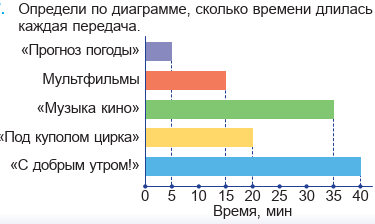 Определи по диаграмме, сколько времени длилась
каждая передача.
«Прогноз погоды»
Мультфильмы
«Музыка кино»
«Под куполом цирка»
«С добрым утром!»
0 5 10 15 20 25 30 35 40
Время, мин